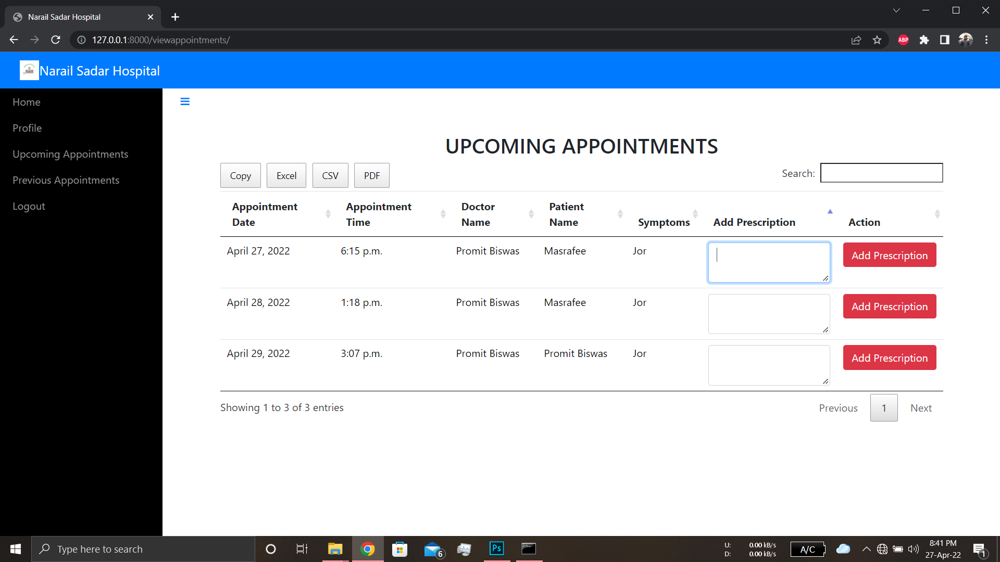 Narail Sadar Hospital
127.0.0.1:8000/viewappointments/
ABP
Narail Sadar Hospital
Home
Profile
Upcoming Appointments
Previous Appointments
Logout
UPCOMING APPOINTMENTS
Copy Excel CSV PDF Search:
Appointment Date Appointment Time Doctor Name Patient Name Symptoms Add Prescription Action
April 27, 2022 6:15 p.m. Promit Biswas Masrafee Jor Add Prescription
April 28, 2022 1:18 p.m. Promit Biswas Masrafee Jor Add Prescription
April 29, 2022 3:07 p.m. Promit Biswas Promit Biswas Jor Add Prescription
Showing 1 to 3 of 3 entries Previous 1 Next
Type here to search
6
Ps
U: 0.00 kB/s
D: 0.00 kB/s
A/C
8:41 PM
27-Apr-22
1